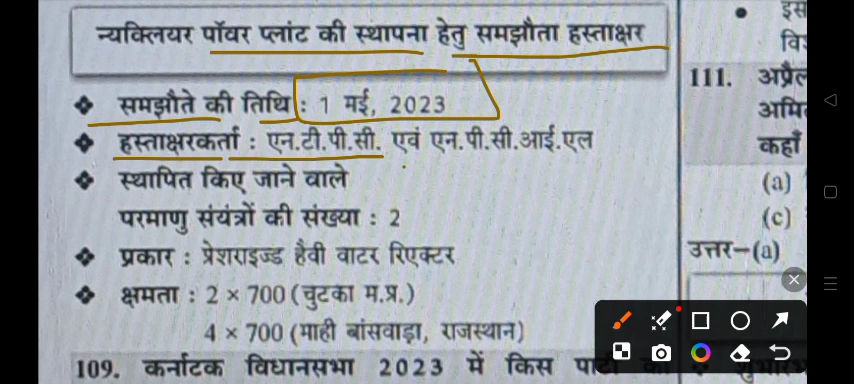 न्यक्लियर पॉवर प्लांट की स्थापना हेतु समझौता हस्ताक्षर
❖ समझौते की तिथि : 1 मई, 2023
❖ हस्ताक्षरकर्ता : एन.टी.पी.सी. एवं एन.पी.सी.आई.एल
❖ स्थापित किए जाने वाले
परमाणु संयंत्रों की संख्या : 2
❖ प्रकार : प्रेशराइज्ड हैवी वाटर रिएक्टर
❖ क्षमता : 2 × 700 (चुटका म.प्र.)
4 × 700 (माही बांसवाड़ा, राजस्थान)
109. कर्नाटक विधानसभा 2023 में किस
• इस
111.
कहाँ
(a)
(c)
उत्तर–(a)